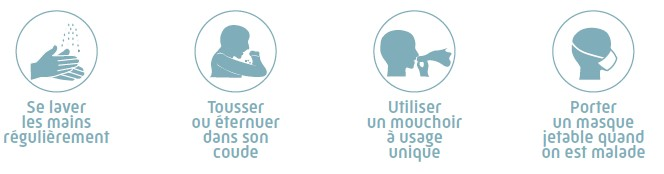 Se laver
les mains
régulièrement
Tousser
ou éternuer
dans son
coude
Utiliser
un mouchoir
à usage
unique
Porter
un masque
jetable quand
on est malade